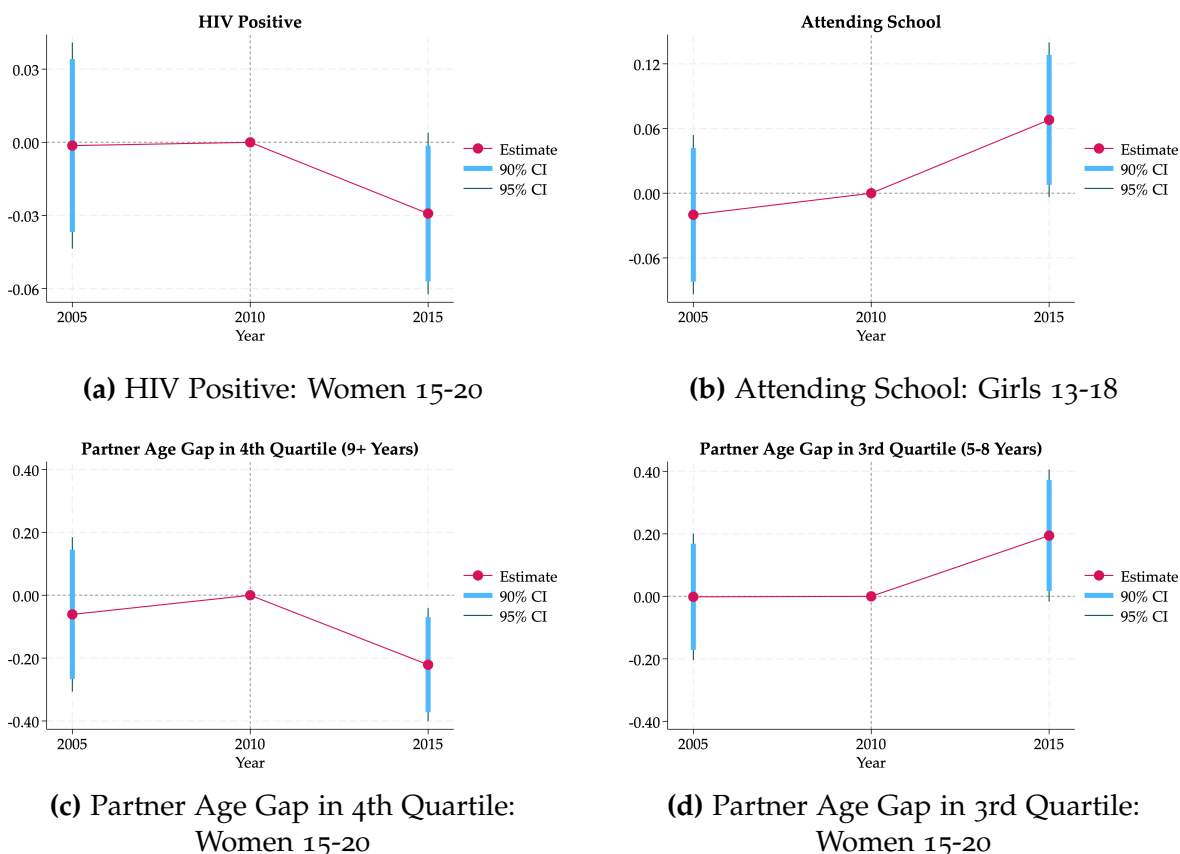 HIV Positive
0.03
0.00
-0.03
-0.06
2005
2010
2015
Year
Estimate
90% CI
95% CI
(a) HIV Positive: Women 15-20
Attending School
0.12
0.06
0.00
-0.06
2005
2010
2015
Year
Estimate
90% CI
95% CI
(b) Attending School: Girls 13-18
Partner Age Gap in 4th Quartile (9+ Years)
0.40
0.20
0.00
-0.20
-0.40
2005
2010
2015
Year
Estimate
90% CI
95% CI
(c) Partner Age Gap in 4th Quartile:
Women 15-20
Partner Age Gap in 3rd Quartile (5-8 Years)
0.40
0.20
0.00
-0.20
-0.40
2005
2010
2015
Year
Estimate
90% CI
95% CI
(d) Partner Age Gap in 3rd Quartile:
Women 15-20